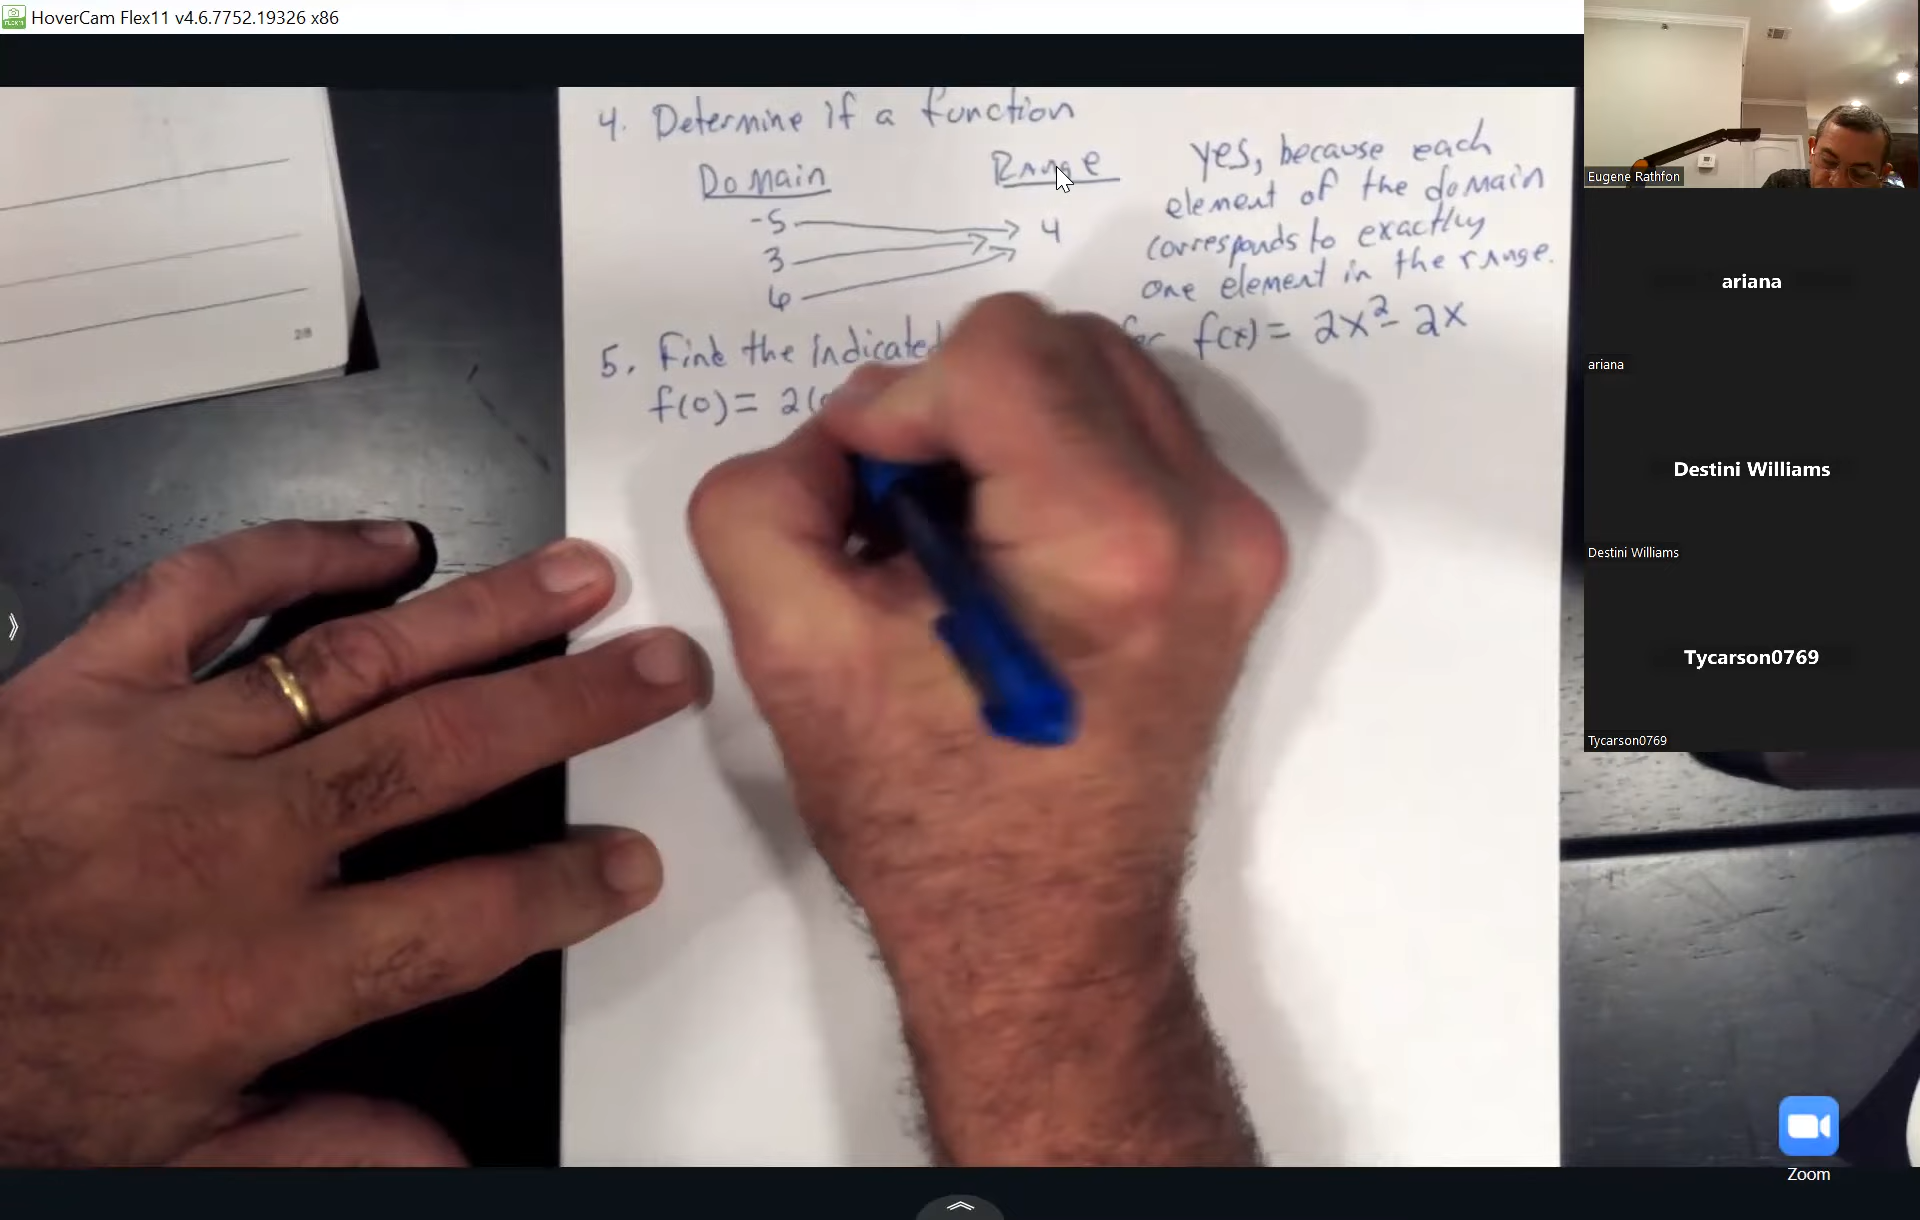 HoverCam Flex11 v4.6.7752.19326 x86
4. Determine if a function
Domain Range
-5
3
6
4
yes, because each
element of the domain
corresponds to exactly
one element in the range.
5. Find the indicated for f(x) = 2x² - 2x
f(0) = 2(
28
Eugene Rathfon
ariana
ariana
Destini Williams
Destini Williams
Tycarson0769
Tycarson0769
Zoom